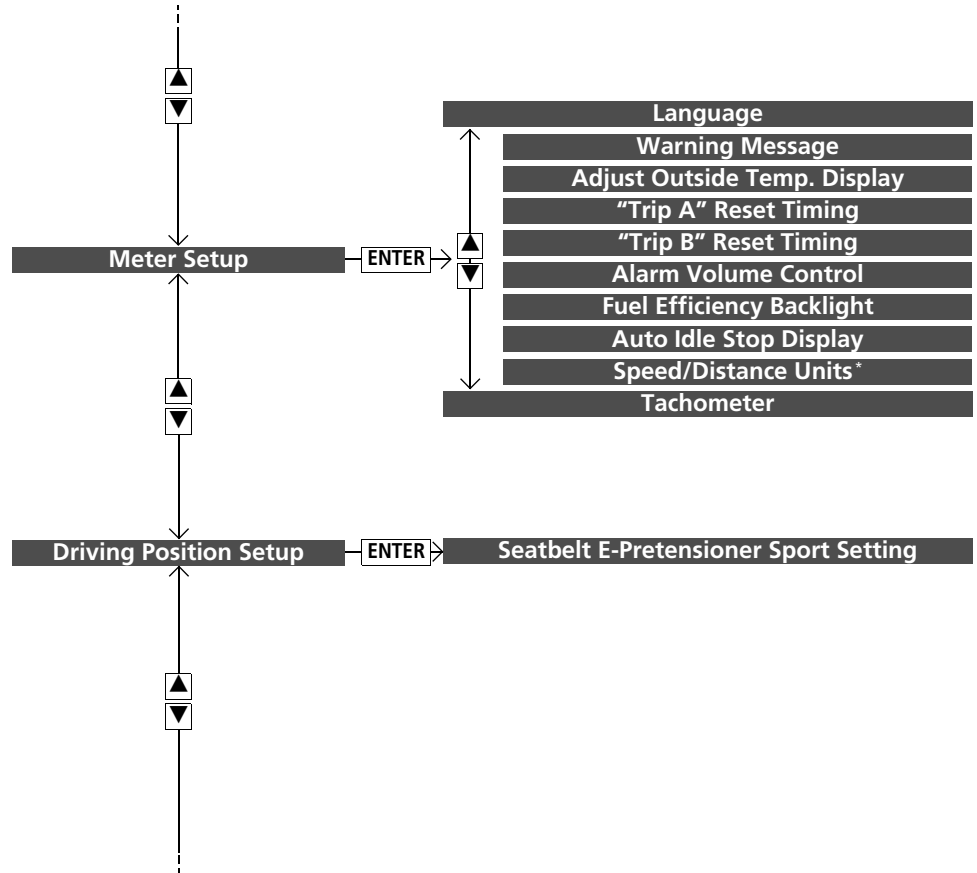 ▲
▼
Language
Warning Message
Adjust Outside Temp. Display
“Trip A” Reset Timing
“Trip B” Reset Timing
Meter Setup
ENTER
▲
▼
Alarm Volume Control
Fuel Efficiency Backlight
Auto Idle Stop Display
Speed/Distance Units*
Tachometer
▲
▼
Driving Position Setup
ENTER
Seatbelt E-Pretensioner Sport Setting
▲
▼